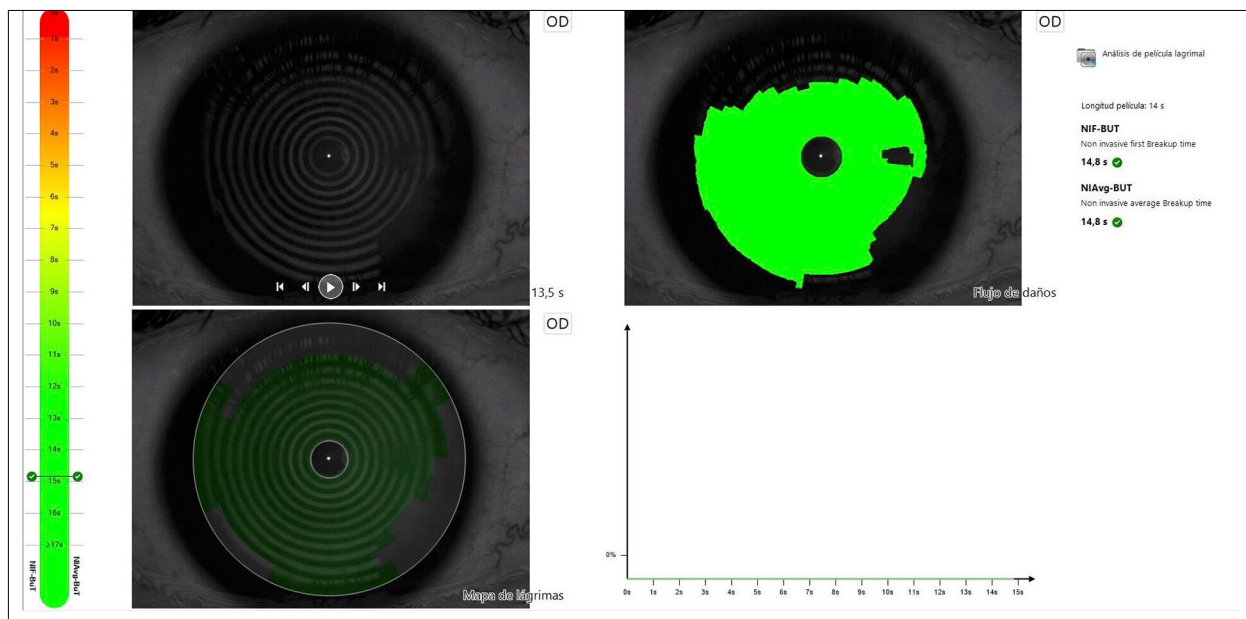 1s
2s
3s
4s
5s
6s
7s
8s
9s
10s
11s
12s
13s
14s
15s
16s
≥17s
NIF-BuT
NIAvg-BuT
OD
13,5 s
OD
Flujo de daños
OD
Mapa de lágrimas
0%
0s 1s 2s 3s 4s 5s 6s 7s 8s 9s 10s 11s 12s 13s 14s 15s
Análisis de película lagrimal
Longitud película: 14 s
NIF-BUT
Non invasive first Breakup time
14,8 s
NIAvg-BUT
Non invasive average Breakup time
14,8 s